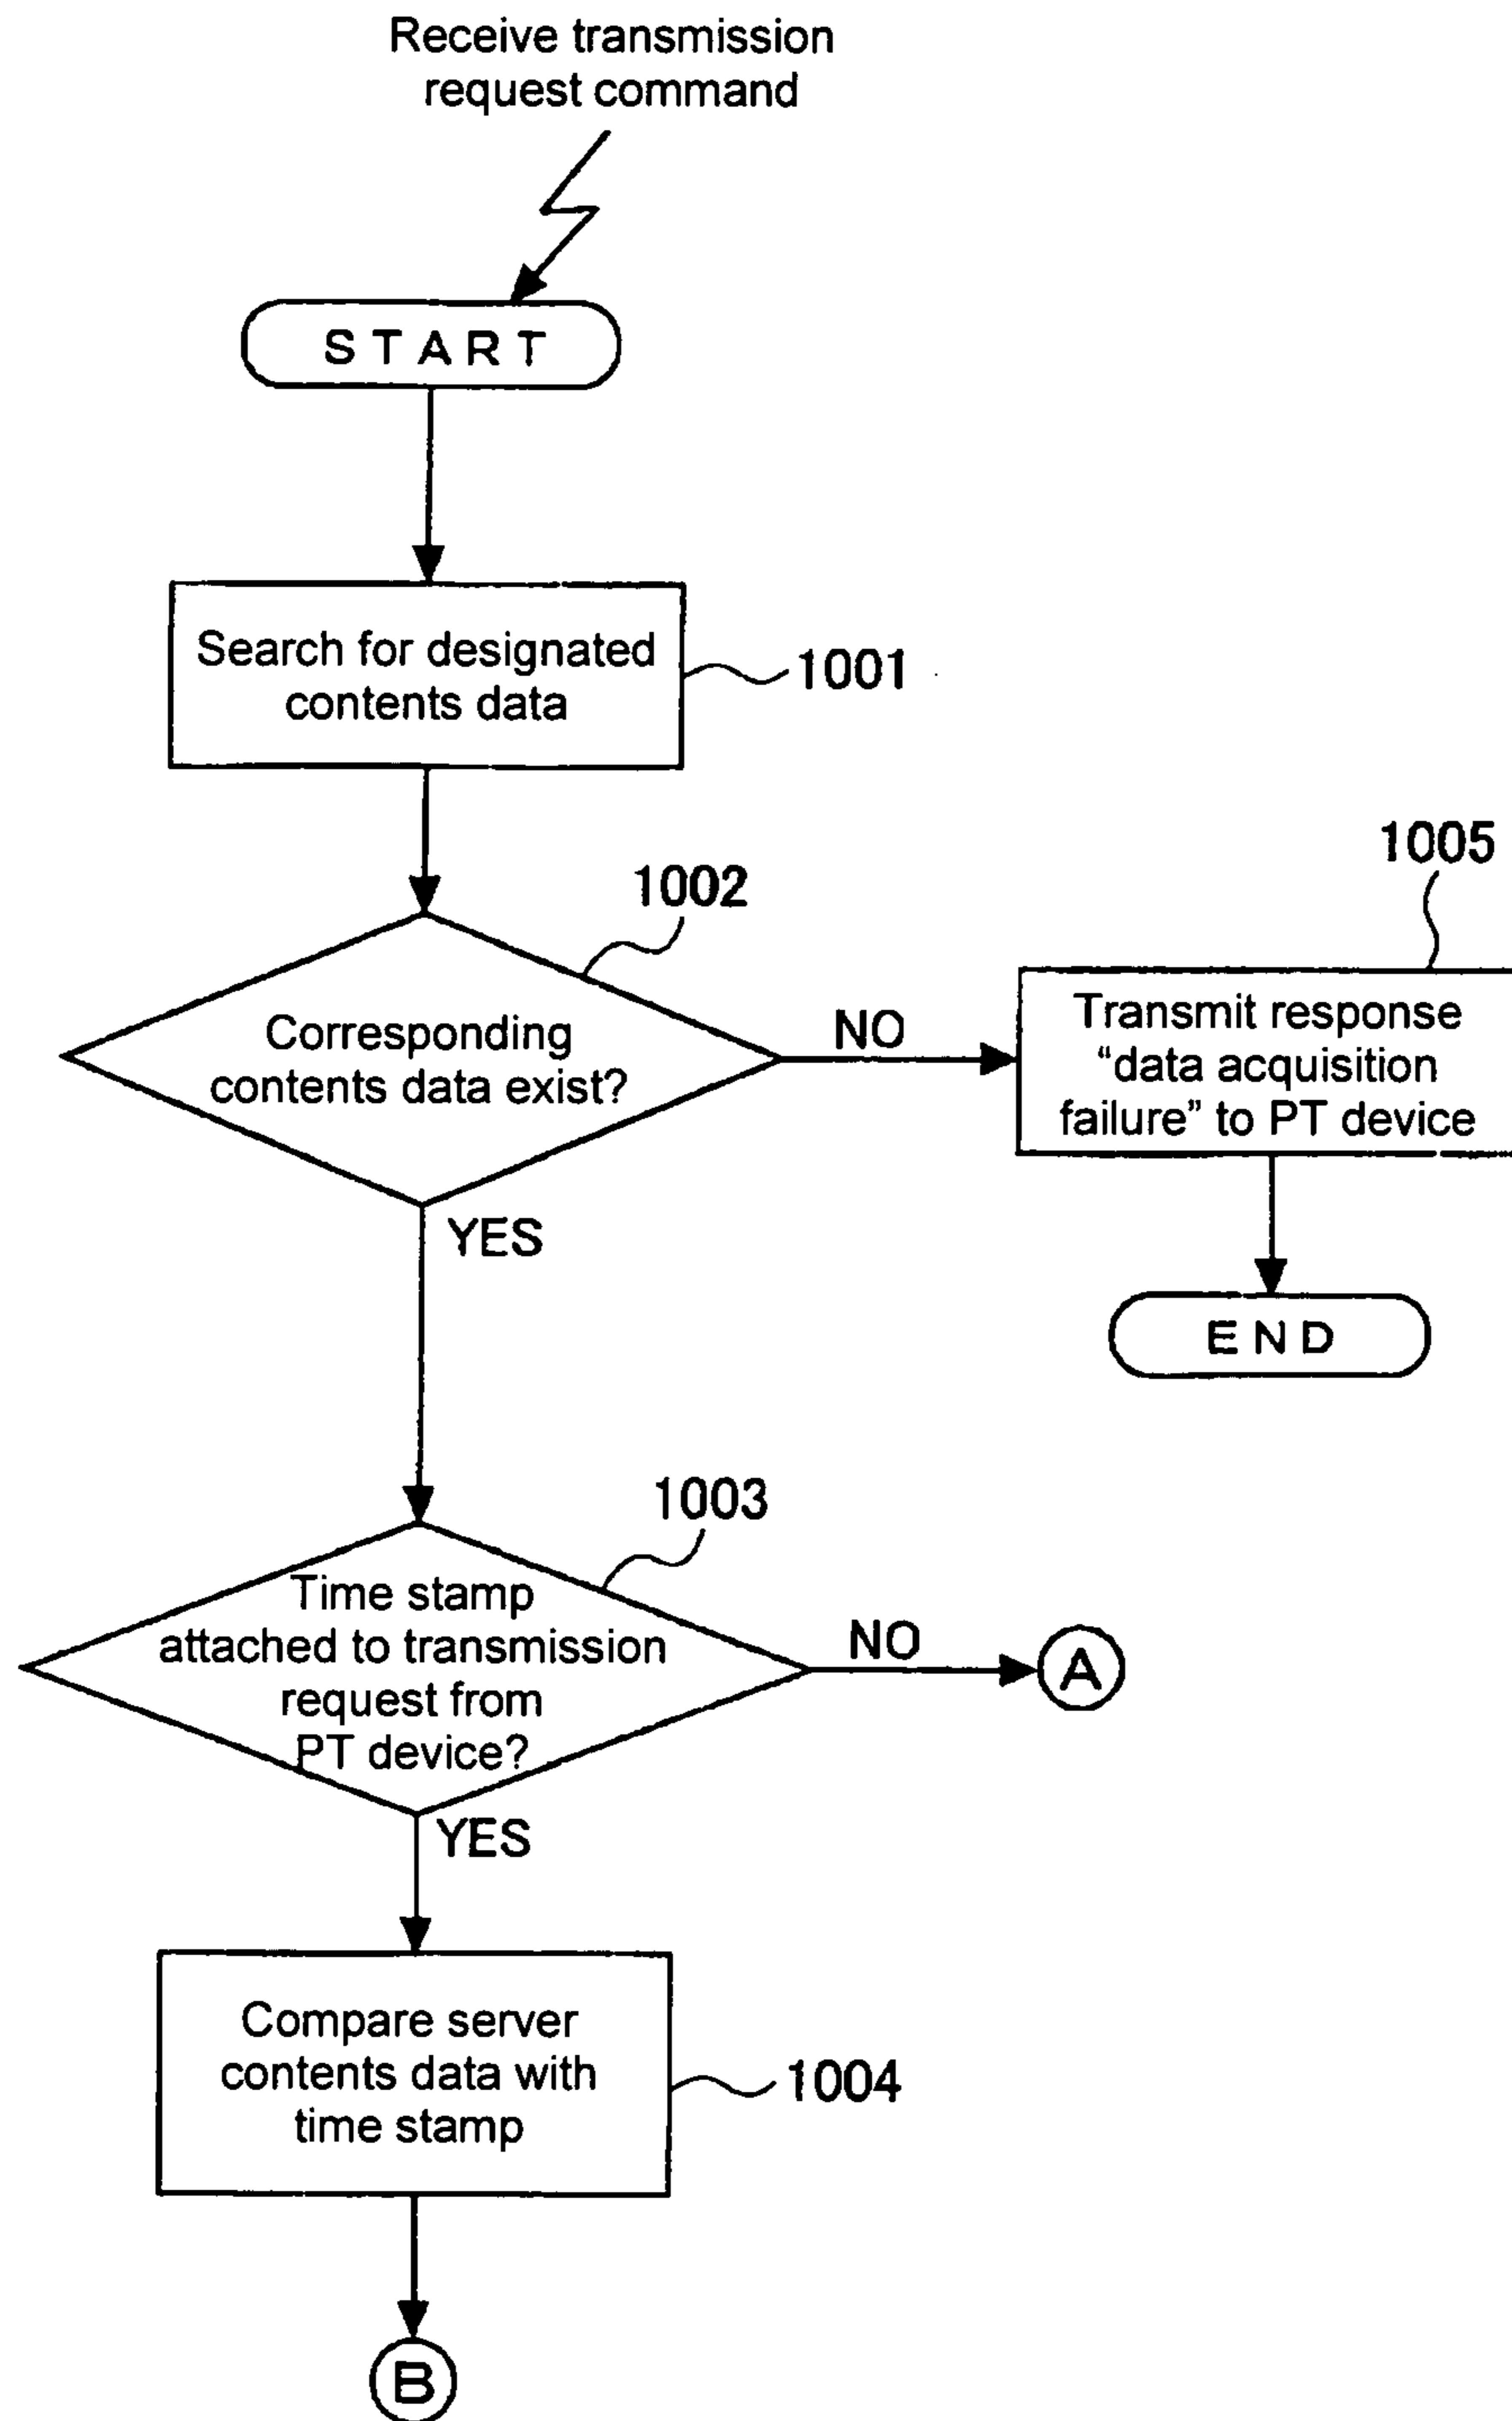 Receive transmission
request command
START
Search for designated
contents data
1001
1002
Corresponding
contents data exist?
NO
YES
1005
Transmit response
“data acquisition
failure” to PT device
END
1003
Time stamp
attached to transmission
request from
PT device?
NO
A
YES
Compare server
contents data with
time stamp
1004
B